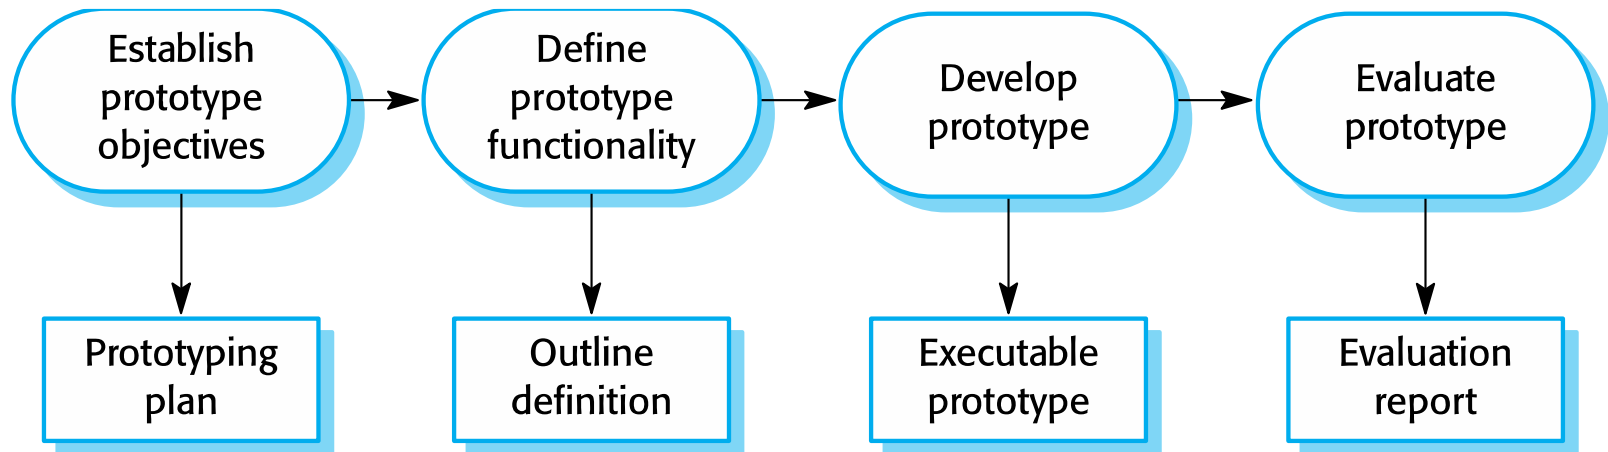 Establish
prototype
objectives
Define
prototype
functionality
Develop
prototype
Evaluate
prototype
Prototyping
plan
Outline
definition
Executable
prototype
Evaluation
report